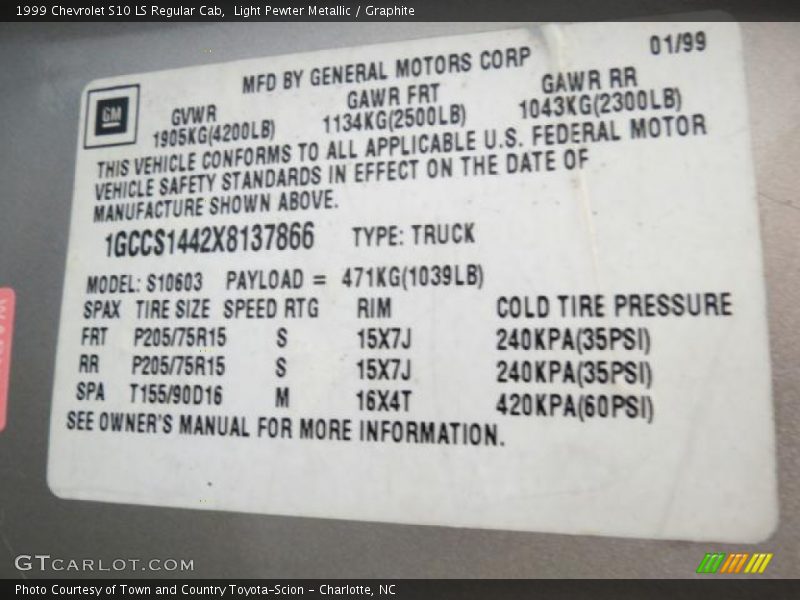 1999 Chevrolet S10 LS Regular Cab,  Light Pewter Metallic / Graphite
01/99
MFD BY GENERAL MOTORS CORP
GM
GVWR GAWR FRT GAWR RR
1905KG(4200LB) 1134KG(2500LB) 1043KG(2300LB)
THIS VEHICLE CONFORMS TO ALL APPLICABLE U.S. FEDERAL MOTOR
VEHICLE SAFETY STANDARDS IN EFFECT ON THE DATE OF
MANUFACTURE SHOWN ABOVE.
1GCCS1442X8137866 TYPE: TRUCK
MODEL: S10603 PAYLOAD = 471KG(1039LB)
SPAX TIRE SIZE SPEED RTG RIM COLD TIRE PRESSURE
FRT P205/75R15 S 15X7J 240KPA(35PSI)
RR P205/75R15 S 15X7J 240KPA(35PSI)
SPA T155/90D16 M 16X4T 420KPA(60PSI)
SEE OWNER'S MANUAL FOR MORE INFORMATION.
GTCARLOT.COM
Photo Courtesy of Town and Country Toyota-Scion - Charlotte, NC